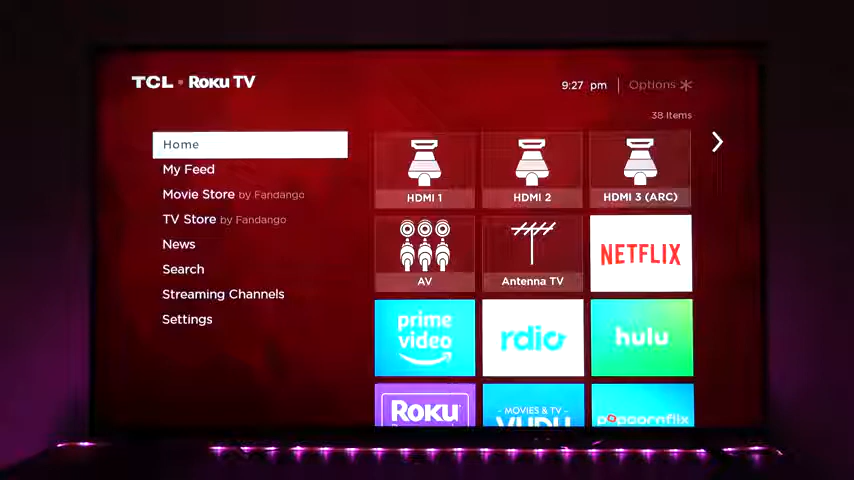 TCL • Roku TV
9:27 pm | Options
38 Items
Home
My Feed
Movie Store by Fandango
TV Store by Fandango
News
Search
Streaming Channels
Settings
HDMI 1
HDMI 2
HDMI 3 (ARC)
AV
Antenna TV
NETFLIX
prime video
rdio
hulu
Roku
MOVIES & TV
VUDU
popcornflix